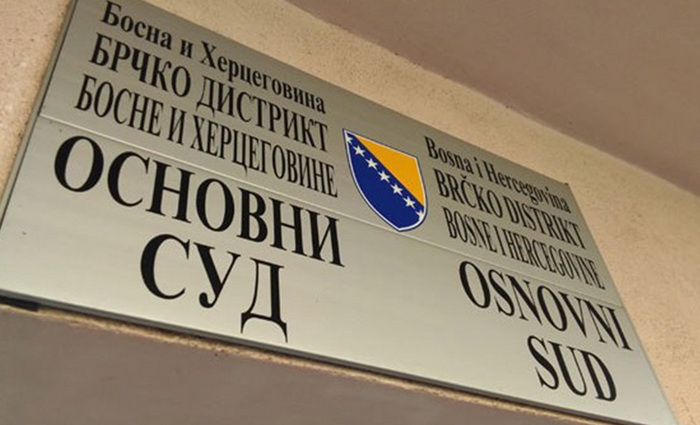 Босна и Херцеговина
БРЧКО ДИСТРИКТ
БОСНЕ И ХЕРЦЕГОВИНЕ
ОСНОВНИ
СУД
Bosna i Hercegovina
BRČKO DISTRIKT
BOSNE I HERCEGOVINE
OSNOVNI
SUD